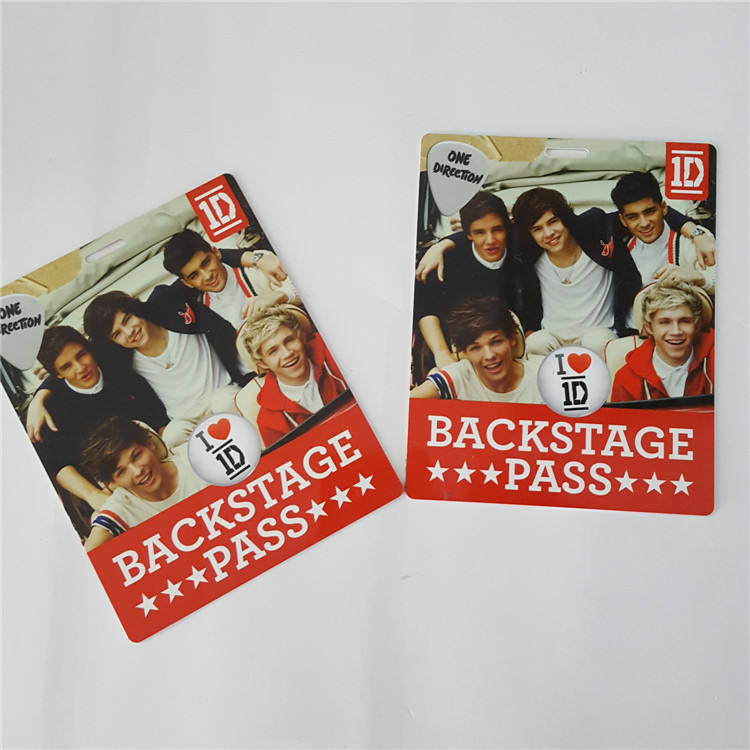 1D
ONE
DIRECTION
I ❤
1D
BACKSTAGE
★★★PASS★★★
ONE
DIRECTION
1D
I ❤
1D
BACKSTAGE
★★★PASS★★★